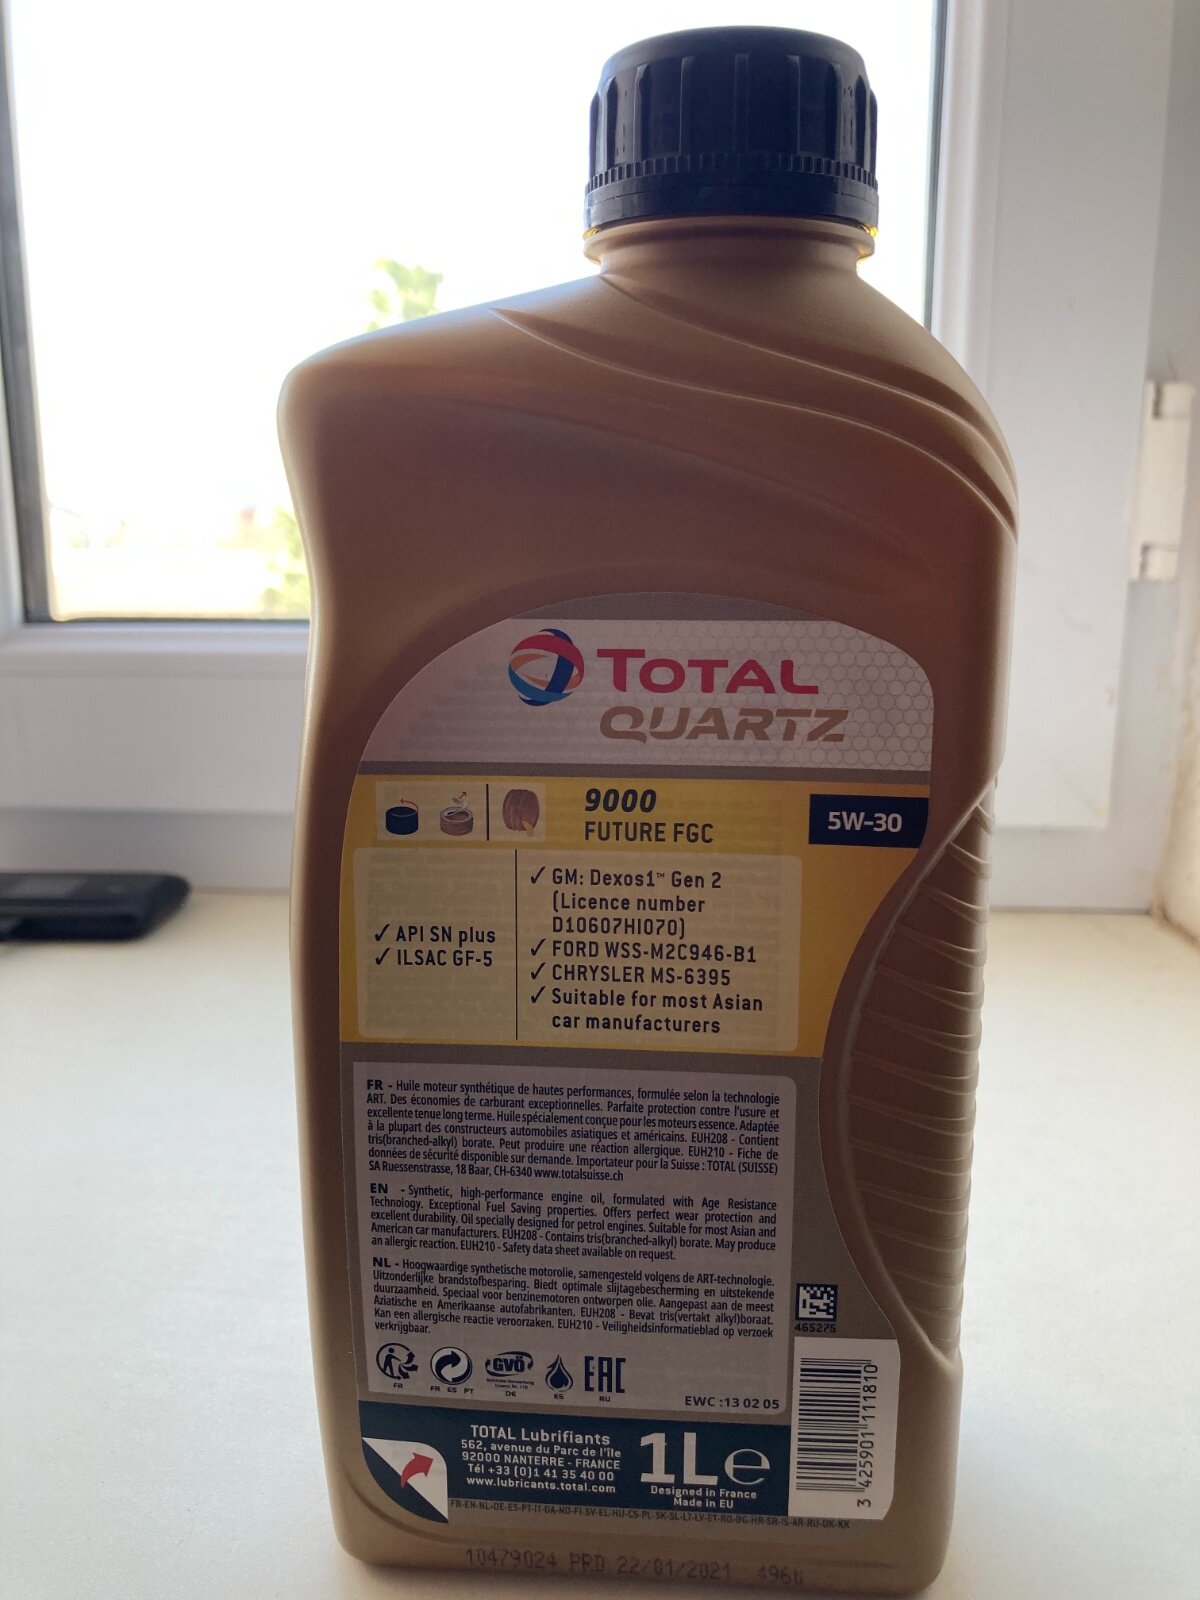 TOTAL
QUARTZ
9000
FUTURE FGC
5W-30
✓ API SN plus
✓ ILSAC GF-5
✓ GM: Dexos1™ Gen 2
(Licence number
D10607HI070)
✓ FORD WSS-M2C946-B1
✓ CHRYSLER MS-6395
✓ Suitable for most Asian
car manufacturers
FR - Huile moteur synthétique de hautes performances, formulée selon la technologie
ART. Des économies de carburant exceptionnelles. Parfaite protection contre l'usure et
excellente tenue long terme. Huile spécialement conçue pour les moteurs essence. Adaptée
à la plupart des constructeurs automobiles asiatiques et américains. EUH208 - Contient
tris(branched-alkyl) borate. Peut produire une réaction allergique. EUH210 - Fiche de
données de sécurité disponible sur demande. Importateur pour la Suisse : TOTAL (SUISSE)
SA Ruessenstrasse, 18 Baar, CH-6340 www.totalsuisse.ch
EN - Synthetic, high-performance engine oil, formulated with Age Resistance
Technology. Exceptional Fuel Saving properties. Offers perfect wear protection and
excellent durability. Oil specially designed for petrol engines. Suitable for most Asian and
American car manufacturers. EUH208 - Contains tris(branched-alkyl) borate. May produce
an allergic reaction. EUH210 - Safety data sheet available on request.
NL - Hoogwaardige synthetische motorolie, samengesteld volgens de ART-technologie.
Uitzonderlijke brandstofbesparing. Biedt optimale slijtagebescherming en uitstekende
duurzaamheid. Speciaal voor benzinemotoren ontworpen olie. Aangepast aan de meest
Aziatische en Amerikaanse autofabrikanten. EUH208 - Bevat tris(vertakt alkyl)boraat.
Kan een allergische reactie veroorzaken. EUH210 - Veiligheidsinformatieblad op verzoek
verkrijgbaar.
465275
FR
FR ES PT
GVÖ
DE
ES
EAC
RU
EWC :13 02 05
TOTAL Lubrifiants
562, avenue du Parc de l'île
92000 NANTERRE - FRANCE
Tél +33 (0)1 41 35 40 00
www.lubricants.total.com
1L e
Designed in France
Made in EU
3 425901 111810
FR-EN-NL-DE-ES-PT-IT-DA-NO-FI-SV-EL-HU-CS-PL-SK-SL-LT-LV-ET-RO-BG-HR-SR-IS-AR-RU-UK-KK
10479024 PRD 22/01/2021 4960